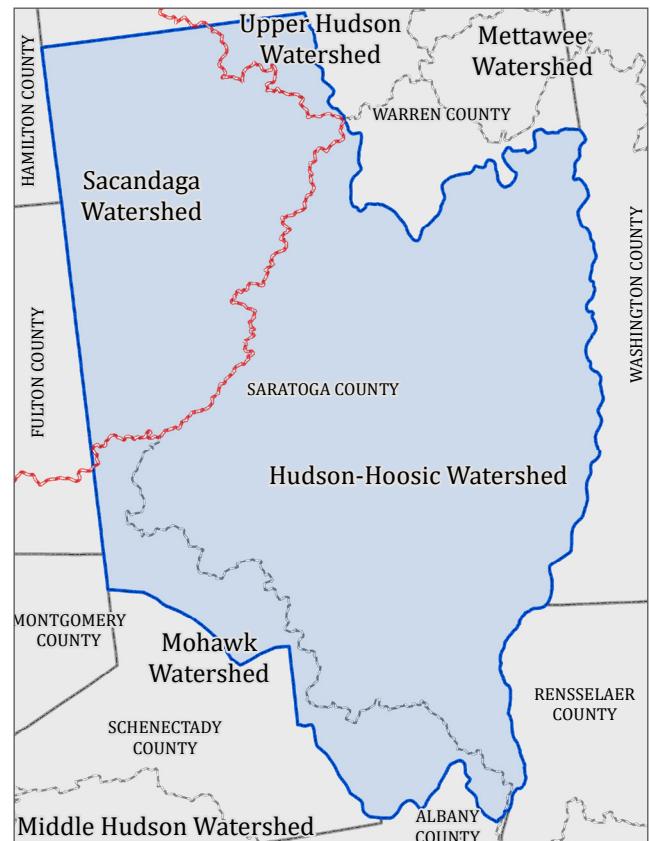 Upper Hudson
Watershed
Mettawee
Watershed
HAMILTON COUNTY
WARREN COUNTY
Sacandaga
Watershed
WASHINGTON COUNTY
FULTON COUNTY
SARATOGA COUNTY
Hudson-Hoosic Watershed
MONTGOMERY
COUNTY
Mohawk
Watershed
RENSSELAER
COUNTY
SCHENECTADY
COUNTY
Middle Hudson Watershed
ALBANY
COUNTY